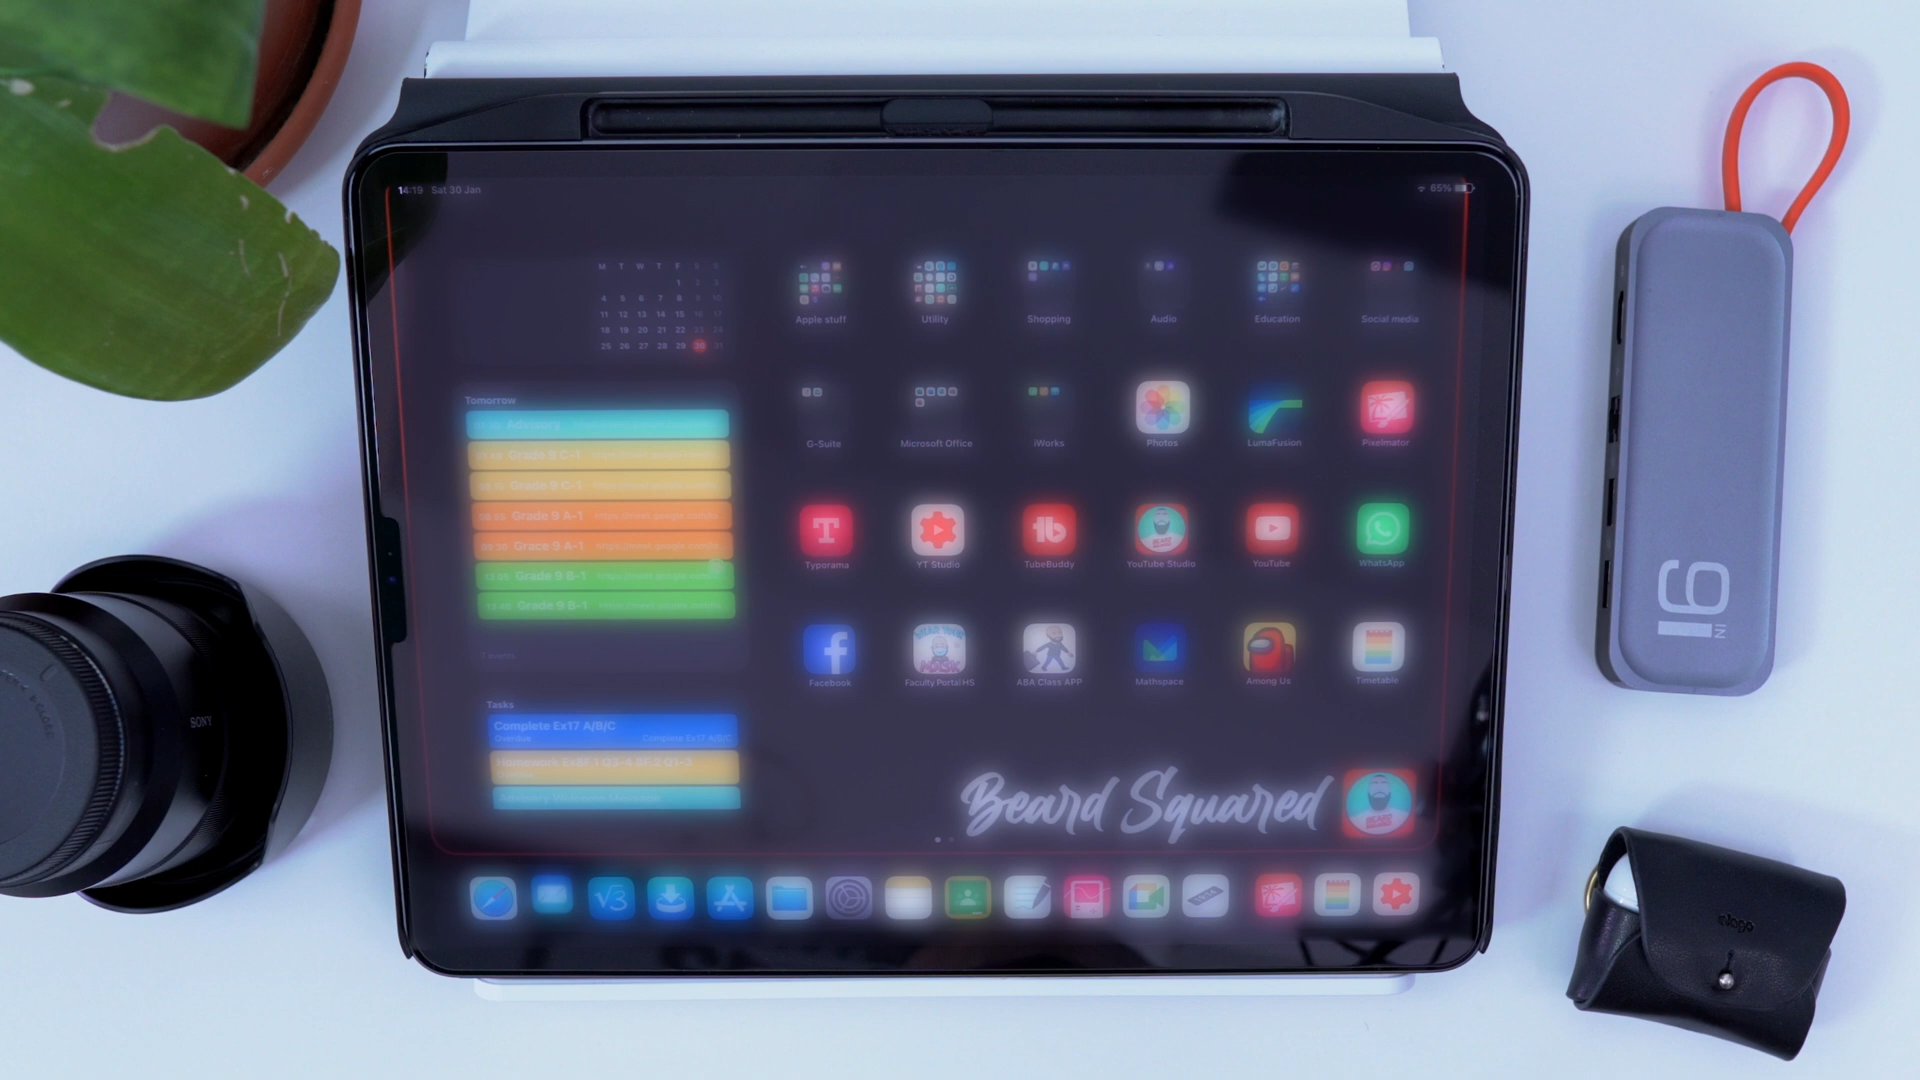 14:19 Sat 30 Jan
65%
M T W T F S S
1 2 3
4 5 6 7 8 9 10
11 12 13 14 15 16 17
18 19 20 21 22 23 24
25 26 27 28 29 30 31
Apple stuff
Utility
Shopping
Audio
Education
Social media
G-Suite
Microsoft Office
iWorks
Photos
LumaFusion
Pixelmator
Typorama
YT Studio
TubeBuddy
YouTube Studio
YouTube
WhatsApp
Facebook
Faculty Portal HS
ABA Class APP
Mathspace
Among Us
Timetable
Tomorrow
Advisory
Grade 9 C-1
Grade 9 C-1
Grade 9 A-1
Grade 9 A-1
Grade 9 B-1
Grade 9 B-1
Tasks
Complete Ex17 A/B/C
Overdue Complete Ex17 A/B/C
Beard Squared
BEARD
√3
SONY
9 IN 1
elago